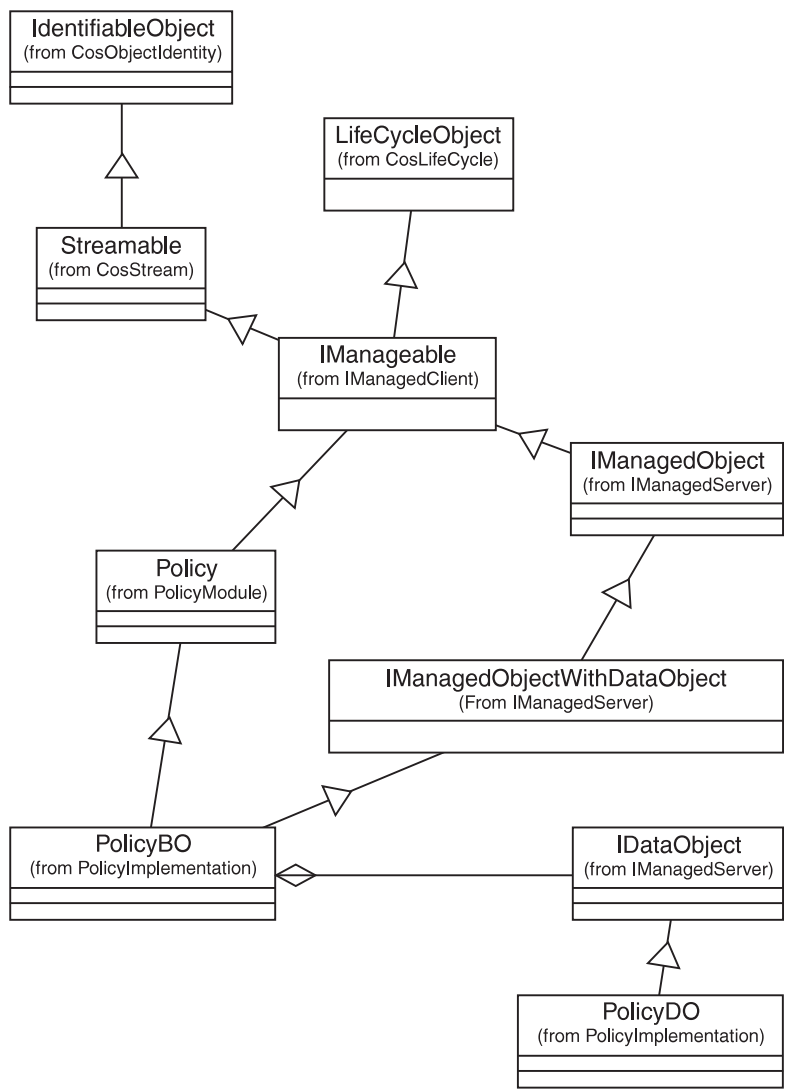 IdentifiableObject
(from CosObjectIdentity)
LifeCycleObject
(from CosLifeCycle)
Streamable
(from CosStream)
IManageable
(from IManagedClient)
IManagedObject
(from IManagedServer)
Policy
(from PolicyModule)
IManagedObjectWithDataObject
(From IManagedServer)
PolicyBO
(from PolicyImplementation)
IDataObject
(from IManagedServer)
PolicyDO
(from PolicyImplementation)